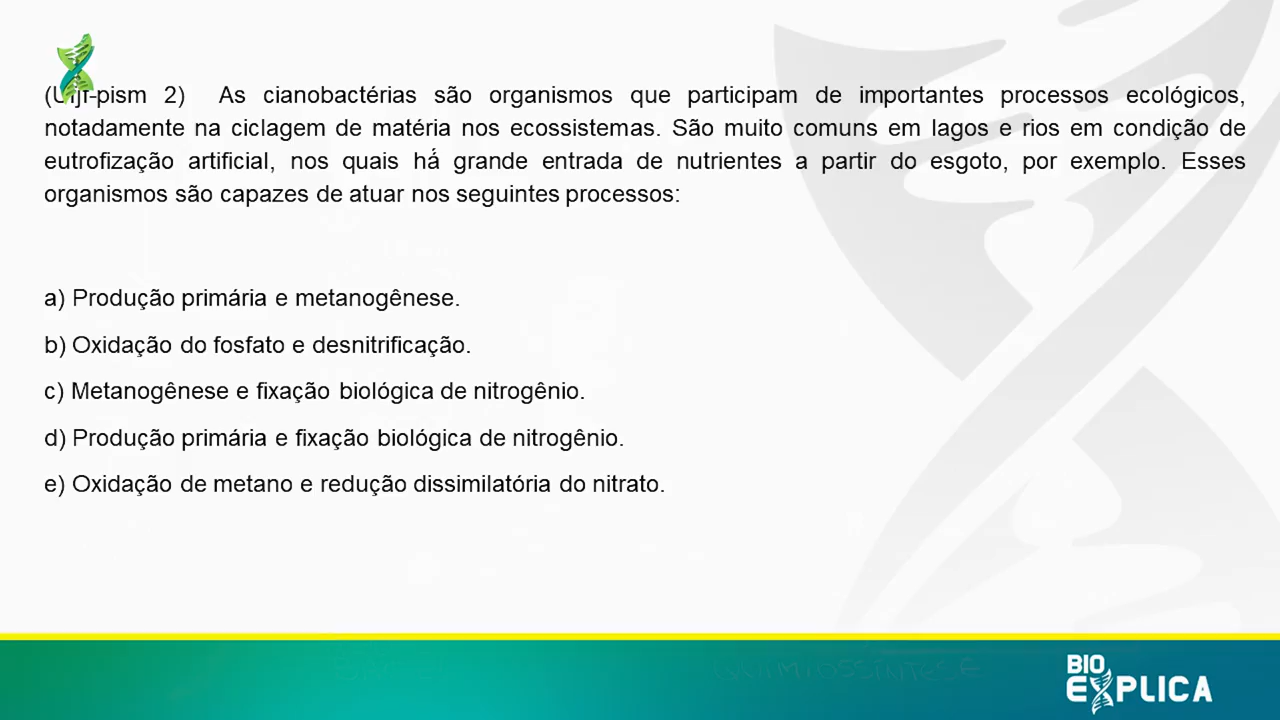 (Ufjf-pism 2) As cianobactérias são organismos que participam de importantes processos ecológicos,
notadamente na ciclagem de matéria nos ecossistemas. São muito comuns em lagos e rios em condição de
eutrofização artificial, nos quais há grande entrada de nutrientes a partir do esgoto, por exemplo. Esses
organismos são capazes de atuar nos seguintes processos:
a) Produção primária e metanogênese.
b) Oxidação do fosfato e desnitrificação.
c) Metanogênese e fixação biológica de nitrogênio.
d) Produção primária e fixação biológica de nitrogênio.
e) Oxidação de metano e redução dissimilatória do nitrato.
QUIMIOSSÍNTESE
BIO
EXPLICA